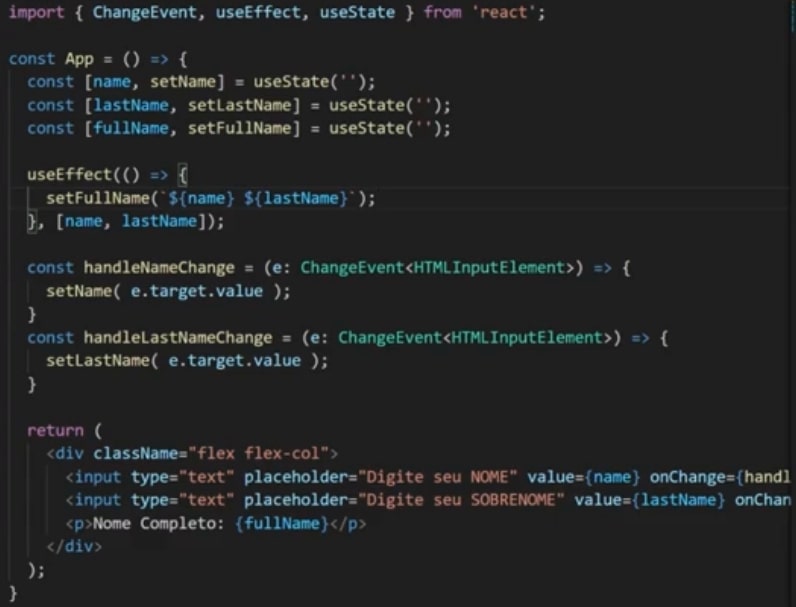 import { ChangeEvent, useEffect, useState } from 'react';
const App = () => {
const [name, setName] = useState('');
const [lastName, setLastName] = useState('');
const [fullName, setFullName] = useState('');
useEffect(() => {
setFullName(`${name} ${lastName}`);
}, [name, lastName]);
const handleNameChange = (e: ChangeEvent<HTMLInputElement>) => {
setName( e.target.value );
}
const handleLastNameChange = (e: ChangeEvent<HTMLInputElement>) => {
setLastName( e.target.value );
}
return (
<div className="flex flex-col">
<input type="text" placeholder="Digite seu NOME" value={name} onChange={handl
<input type="text" placeholder="Digite seu SOBRENOME" value={lastName} onChan
<p>Nome Completo: {fullName}</p>
</div>
);
}